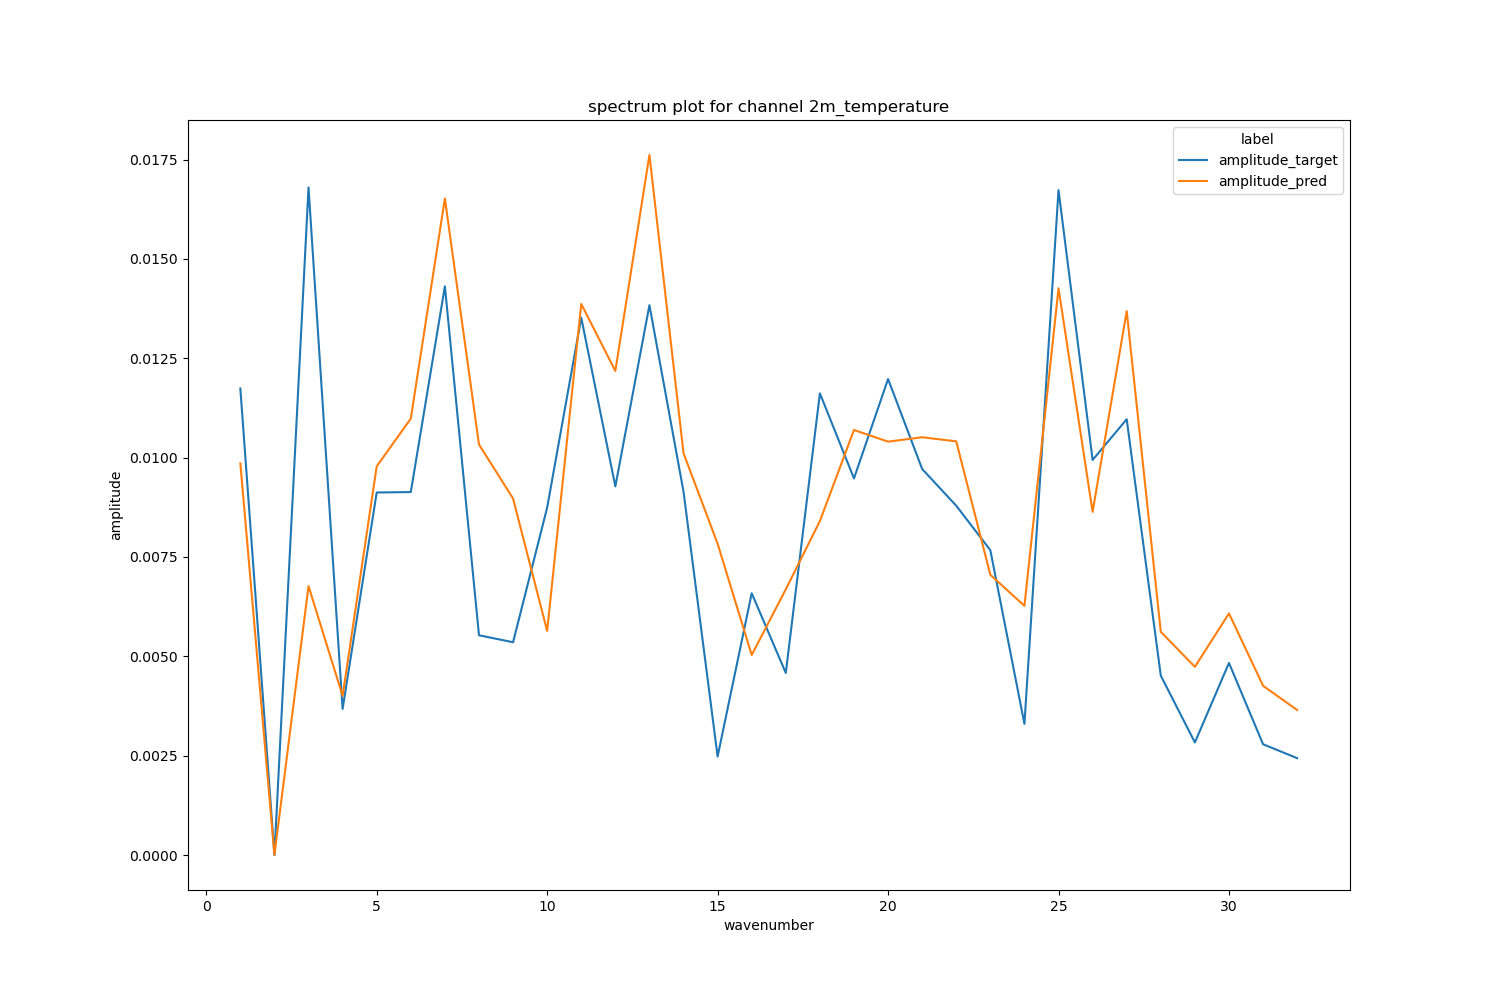 spectrum plot for channel 2m_temperature
label
amplitude_target
amplitude_pred
0.0175
0.0150
0.0125
0.0100
0.0075
0.0050
0.0025
0.0000
amplitude
0 5 10 15 20 25 30
wavenumber